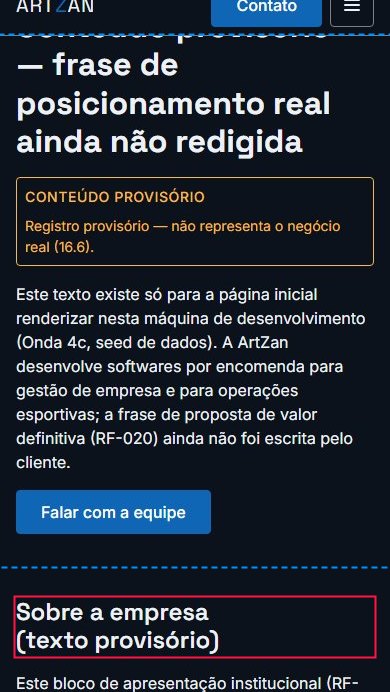 ARTZAN
Contato
— frase de
posicionamento real
ainda não redigida
CONTEÚDO PROVISÓRIO
Registro provisório — não representa o negócio
real (16.6).
Este texto existe só para a página inicial
renderizar nesta máquina de desenvolvimento
(Onda 4c, seed de dados). A ArtZan
desenvolve softwares por encomenda para
gestão de empresa e para operações
esportivas; a frase de proposta de valor
definitiva (RF-020) ainda não foi escrita pelo
cliente.
Falar com a equipe
Sobre a empresa
(texto provisório)
Este bloco de apresentação institucional (RF-